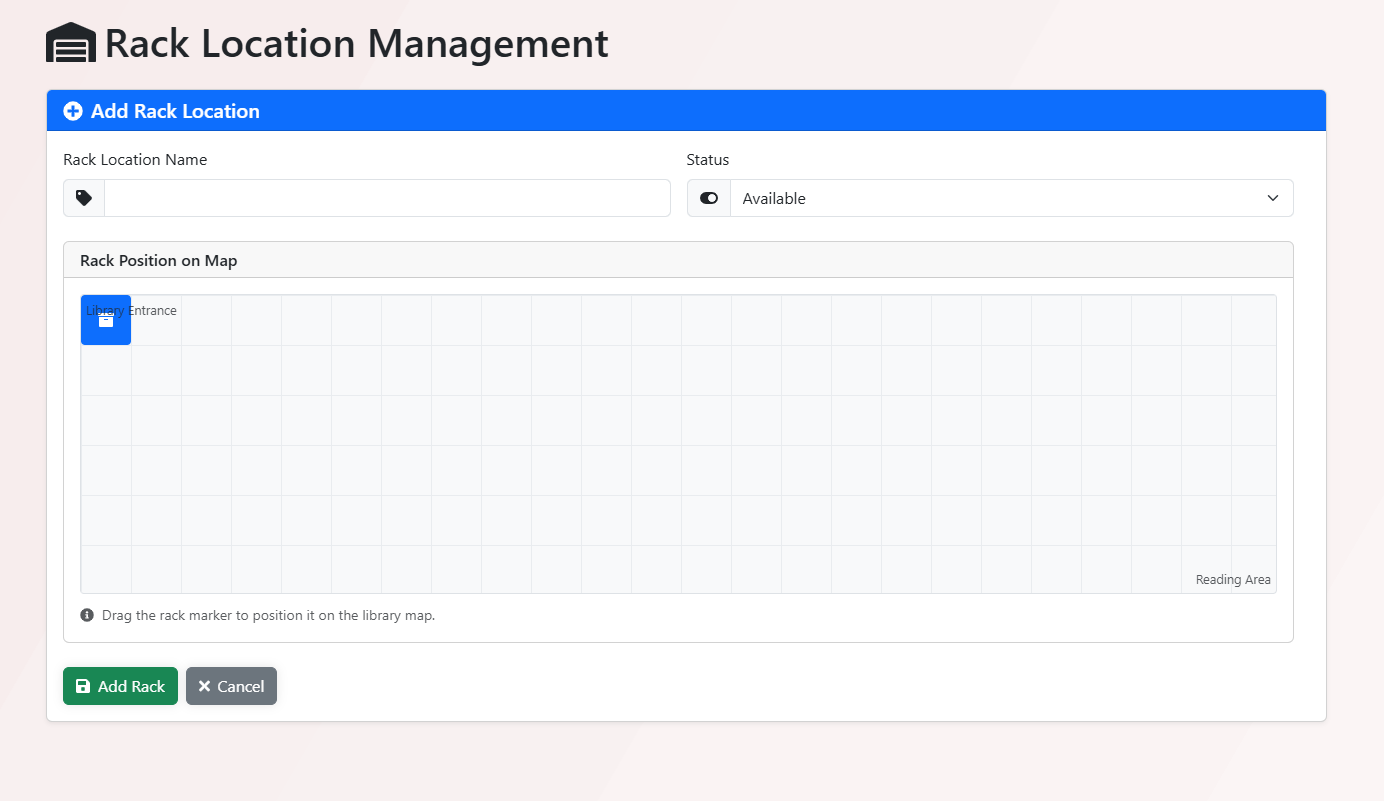 Rack Location Management
Add Rack Location
Rack Location Name
Status
Available
Rack Position on Map
Library Entrance
Reading Area
Drag the rack marker to position it on the library map.
Add Rack
Cancel